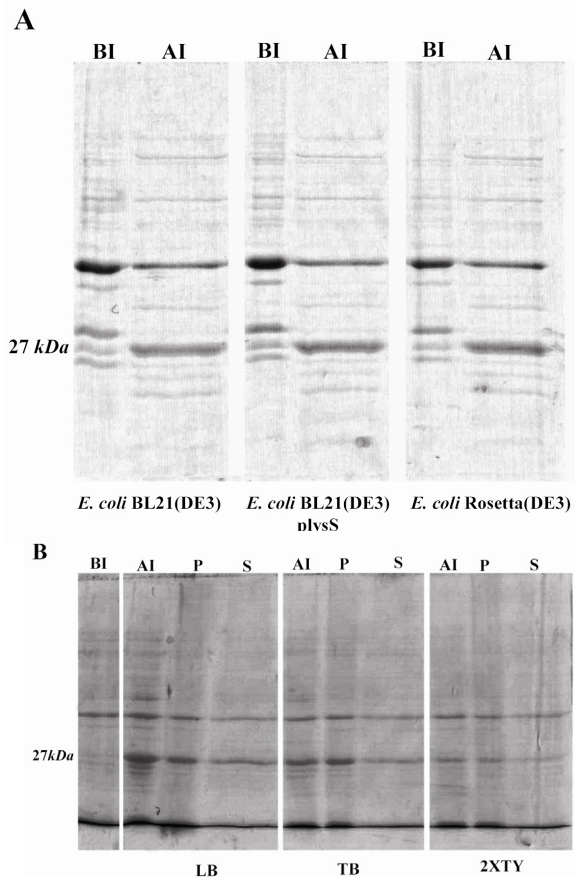 A
BI AI BI AI BI AI
27 kDa
E. coli BL21(DE3) E. coli BL21(DE3) E. coli Rosetta(DE3)
plysS
B
BI AI P S AI P S AI P S
27kDa
LB TB 2XTY